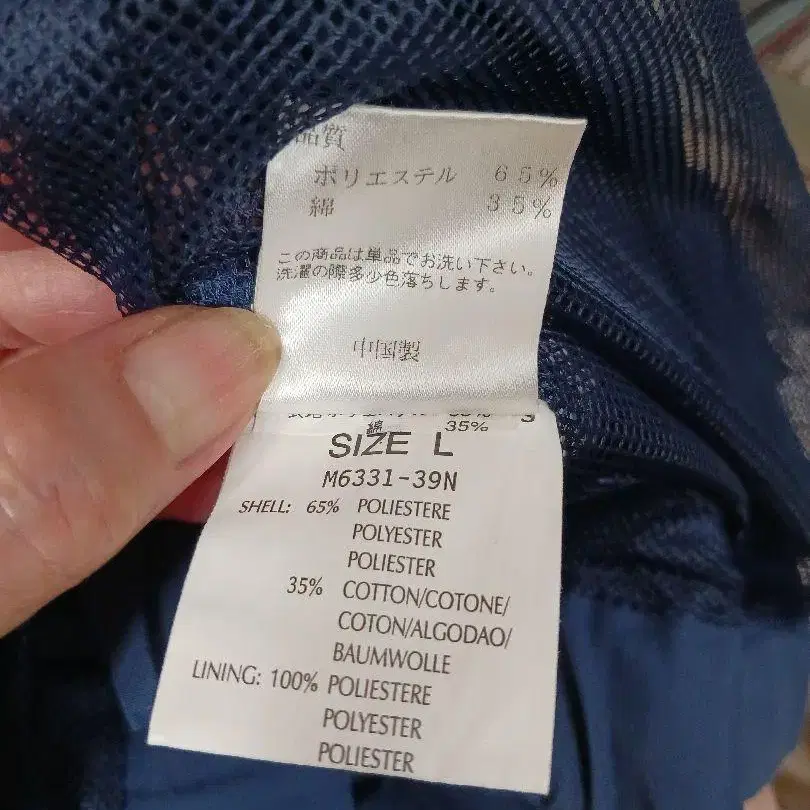 品質
ポリエステル 65%
綿 35%
この商品は単品でお洗い下さい。
洗濯の際多少色落ちします。
中国製
綿 35%
SIZE L
M6331-39N
SHELL: 65% POLIESTERE
POLYESTER
POLIESTER
35% COTTON/COTONE/
COTON/ALGODAO/
BAUMWOLLE
LINING: 100% POLIESTERE
POLYESTER
POLIESTER